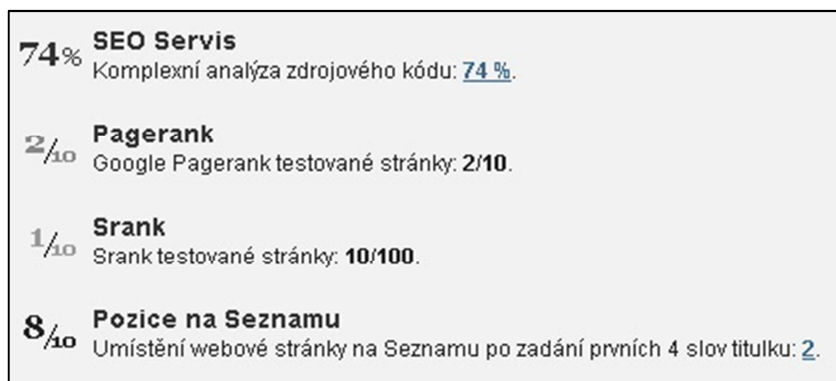 74%
SEO Servis
Komplexní analýza zdrojového kódu: 74 %.
2/10
Pagerank
Google Pagerank testované stránky: 2/10.
1/10
Srank
Srank testované stránky: 10/100.
8/10
Pozice na Seznamu
Umístění webové stránky na Seznamu po zadání prvních 4 slov titulku: 2.